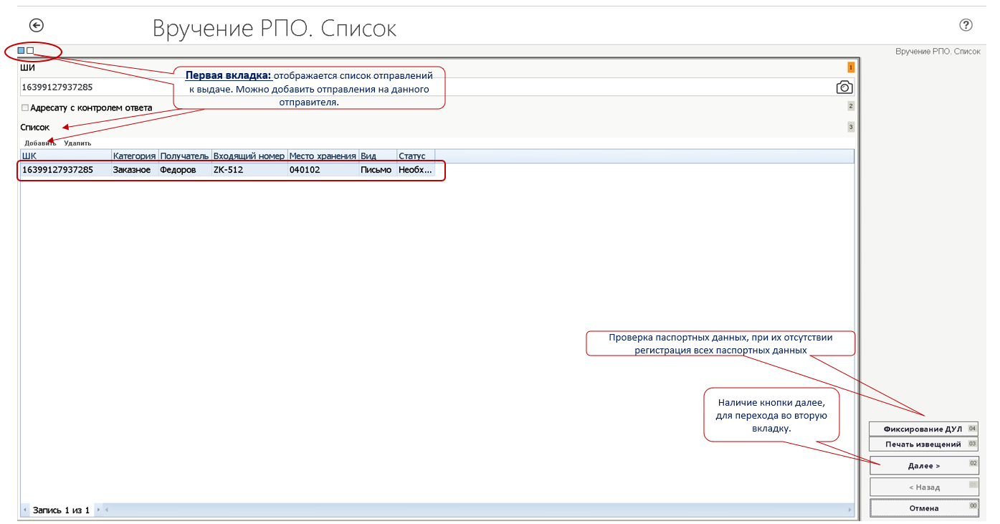 Вручение РПО. Список
?
Вручение РПО. Список
ШИ
1
Первая вкладка: отображается список отправлений
к выдаче. Можно добавить отправления на данного
отправителя.
16399127937285
Адресату с контролем ответа
2
Список
3
Добавить Удалить
ШК Категория Получатель Входящий номер Место хранения Вид Статус
16399127937285 Заказное Федоров ZK-512 040102 Письмо Необх...
Проверка паспортных данных, при их отсутствии
регистрация всех паспортных данных
Наличие кнопки далее,
для перехода во вторую
вкладку.
Фиксирование ДУЛ 04
Печать извещений 03
Далее > 02
< Назад 01
Отмена 00
Запись 1 из 1